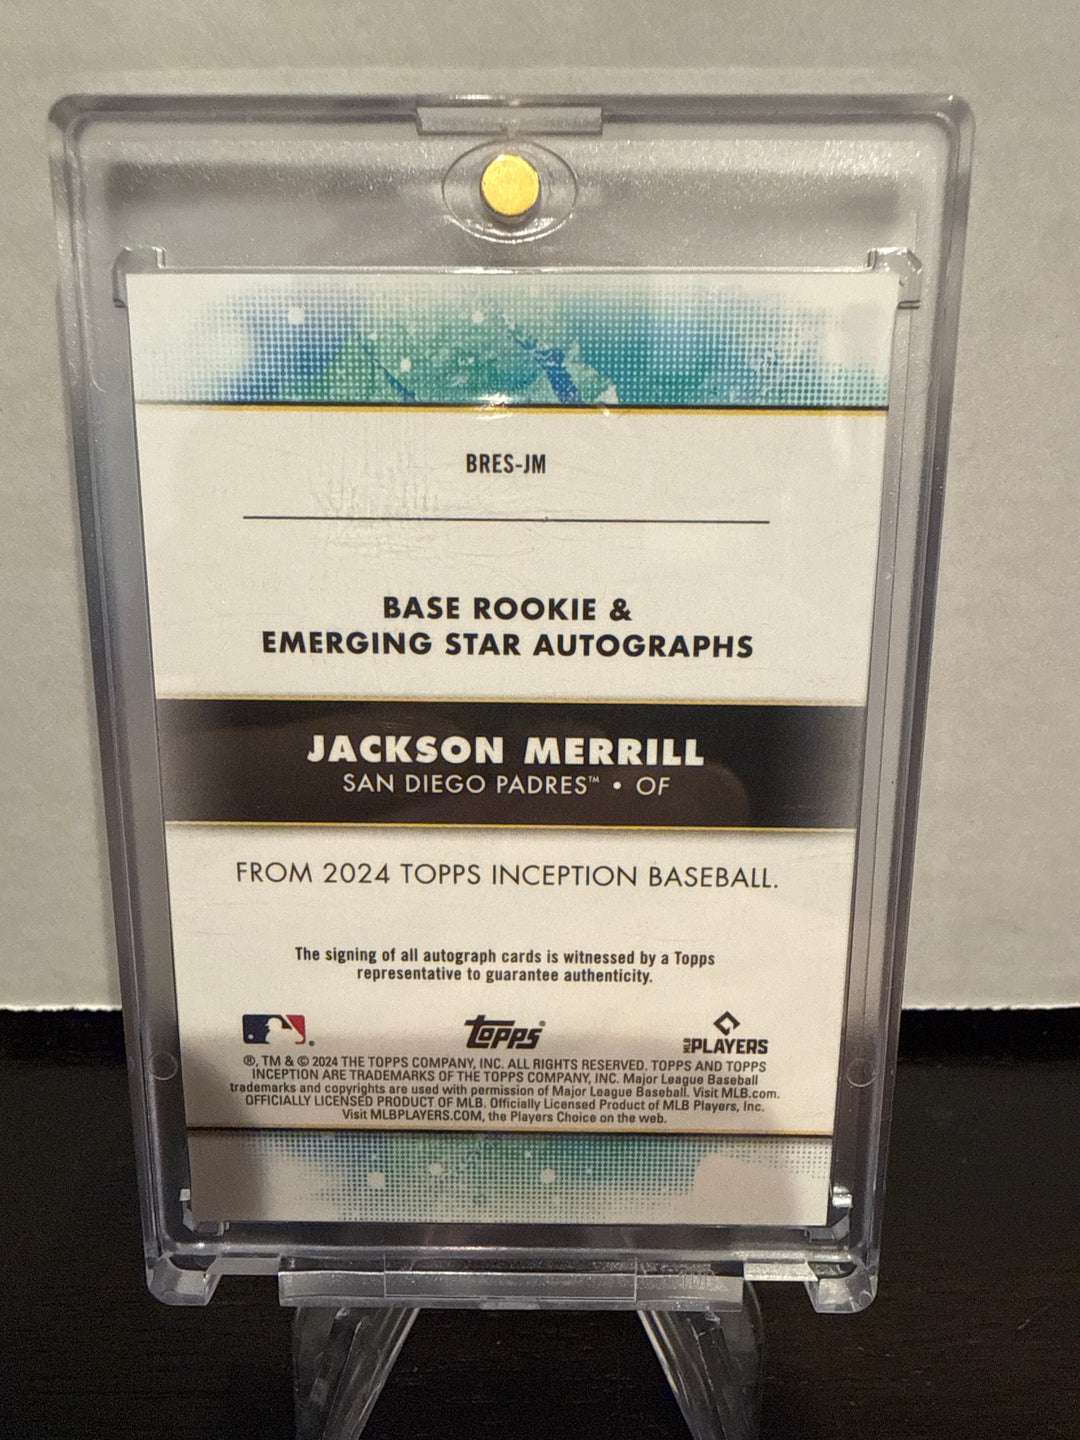 BRES-JM
BASE ROOKIE &
EMERGING STAR AUTOGRAPHS
JACKSON MERRILL
SAN DIEGO PADRES™ • OF
FROM 2024 TOPPS INCEPTION BASEBALL.
The signing of all autograph cards is witnessed by a Topps
representative to guarantee authenticity.
topps®
MLB PLAYERS
®, TM & © 2024 THE TOPPS COMPANY, INC. ALL RIGHTS RESERVED. TOPPS AND TOPPS
INCEPTION ARE TRADEMARKS OF THE TOPPS COMPANY, INC. Major League Baseball
trademarks and copyrights are used with permission of Major League Baseball. Visit MLB.com.
OFFICIALLY LICENSED PRODUCT OF MLB. Officially Licensed Product of MLB Players, Inc.
Visit MLBPLAYERS.COM, the Players Choice on the web.